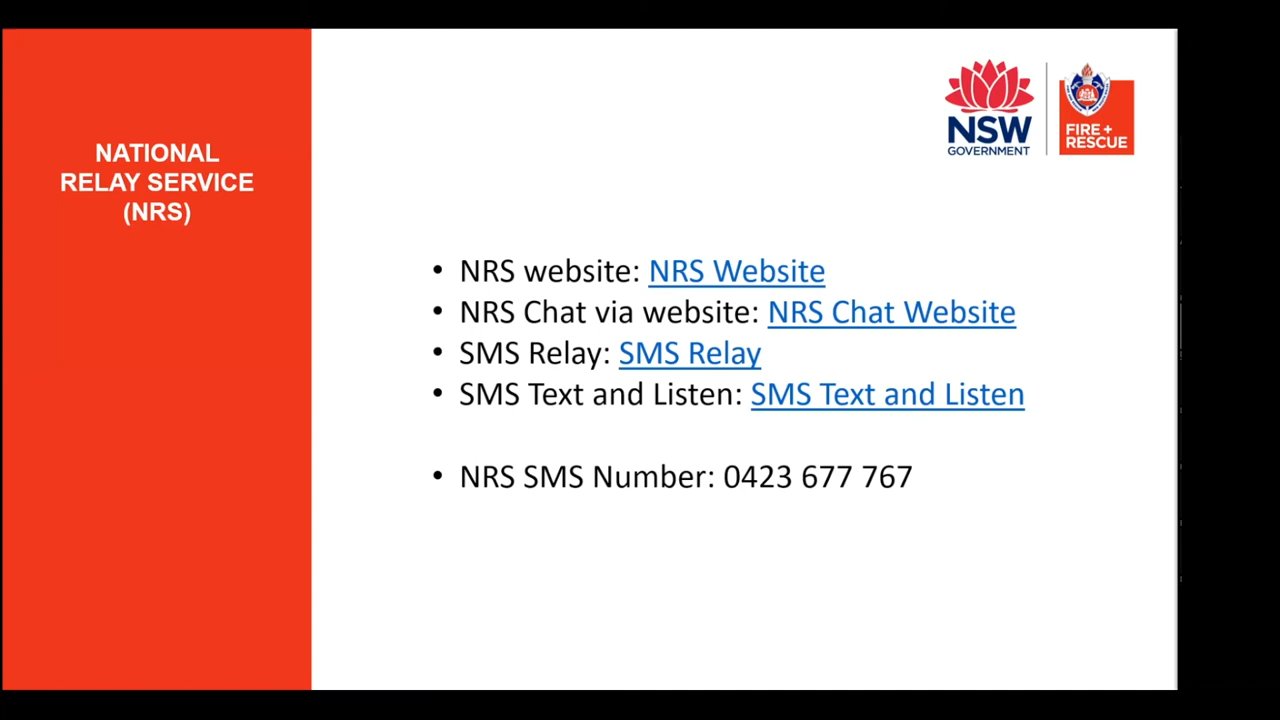 NATIONAL
RELAY SERVICE
(NRS)
NSW
GOVERNMENT
FIRE +
RESCUE
• NRS website: NRS Website
• NRS Chat via website: NRS Chat Website
• SMS Relay: SMS Relay
• SMS Text and Listen: SMS Text and Listen
• NRS SMS Number: 0423 677 767